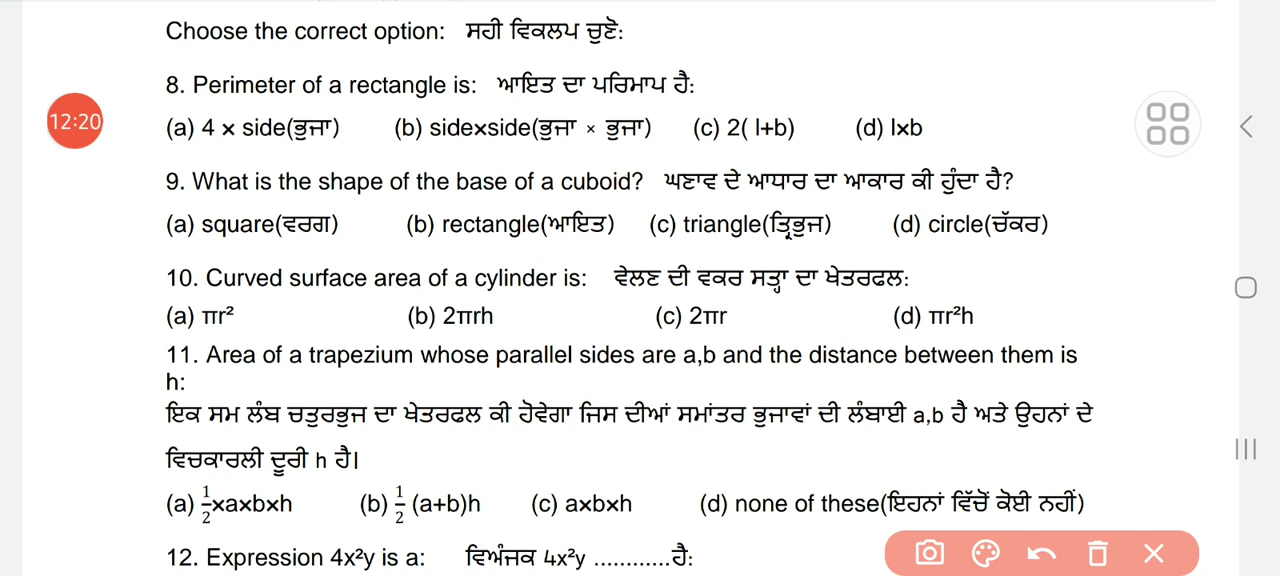 Choose the correct option: ਸਹੀ ਵਿਕਲਪ ਚੁਣੋ:
8. Perimeter of a rectangle is: ਆਇਤ ਦਾ ਪਰਿਮਾਪ ਹੈ:
12:20
(a) 4 × side(ਭੁਜਾ) (b) side×side(ਭੁਜਾ × ਭੁਜਾ) (c) 2( l+b) (d) l×b
9. What is the shape of the base of a cuboid? ਘਣਾਵ ਦੇ ਆਧਾਰ ਦਾ ਆਕਾਰ ਕੀ ਹੁੰਦਾ ਹੈ?
(a) square(ਵਰਗ) (b) rectangle(ਆਇਤ) (c) triangle(ਤ੍ਰਿਭੁਜ) (d) circle(ਚੱਕਰ)
10. Curved surface area of a cylinder is: ਵੇਲਣ ਦੀ ਵਕਰ ਸਤ੍ਹਾ ਦਾ ਖੇਤਰਫਲ:
(a) πr² (b) 2πrh (c) 2πr (d) πr²h
11. Area of a trapezium whose parallel sides are a,b and the distance between them is
h:
ਇਕ ਸਮ ਲੰਬ ਚਤੁਰਭੁਜ ਦਾ ਖੇਤਰਫਲ ਕੀ ਹੋਵੇਗਾ ਜਿਸ ਦੀਆਂ ਸਮਾਂਤਰ ਭੁਜਾਵਾਂ ਦੀ ਲੰਬਾਈ a,b ਹੈ ਅਤੇ ਉਹਨਾਂ ਦੇ
ਵਿਚਕਾਰਲੀ ਦੂਰੀ h ਹੈ।
(a) 1/2×a×b×h (b) 1/2 (a+b)h (c) a×b×h (d) none of these(ਇਹਨਾਂ ਵਿੱਚੋਂ ਕੋਈ ਨਹੀਂ)
12. Expression 4x²y is a: ਵਿਅੰਜਕ 4x²y ............ਹੈ: